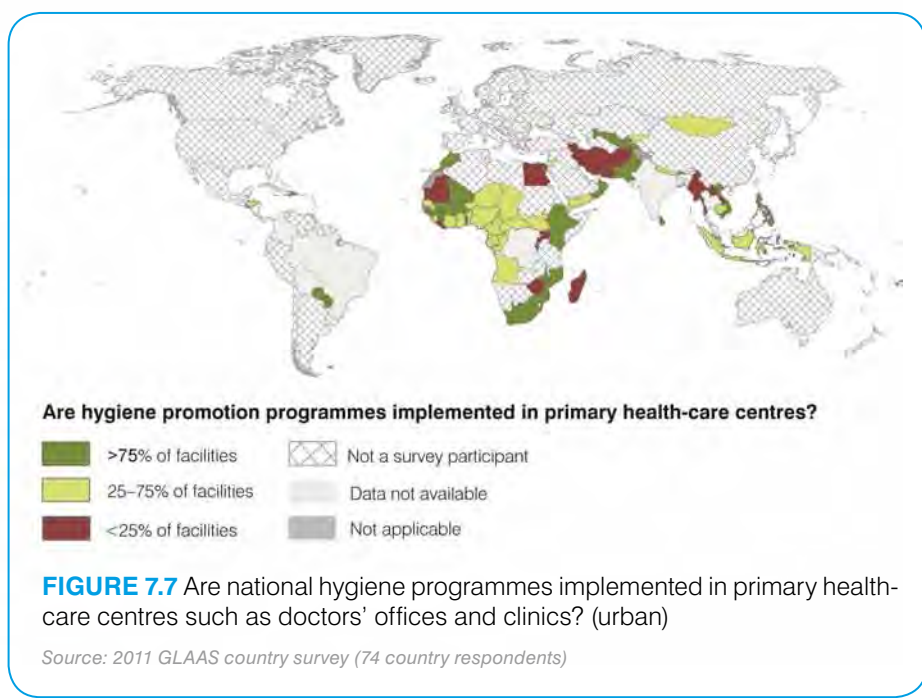 Are hygiene promotion programmes implemented in primary health-care centres?
>75% of facilities
25–75% of facilities
<25% of facilities
Not a survey participant
Data not available
Not applicable
FIGURE 7.7 Are national hygiene programmes implemented in primary health-
care centres such as doctors’ offices and clinics? (urban)
Source: 2011 GLAAS country survey (74 country respondents)